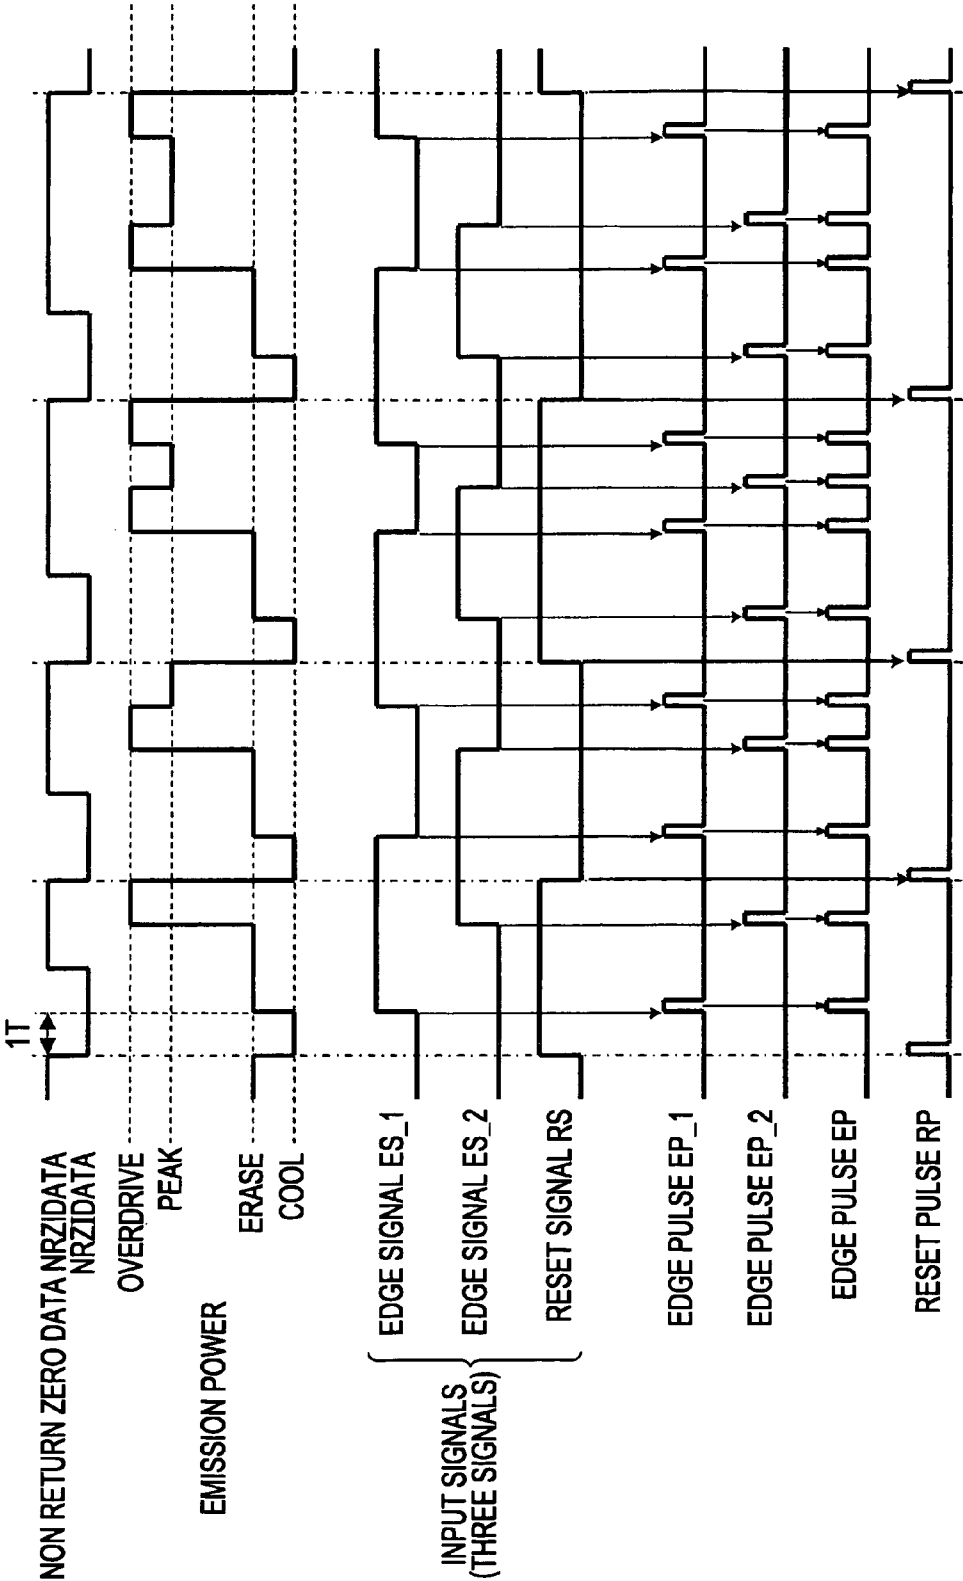 1T
NON RETURN ZERO DATA NRZIDATA
NRZIDATA
OVERDRIVE
PEAK
EMISSION POWER
ERASE
COOL
INPUT SIGNALS
(THREE SIGNALS)
EDGE SIGNAL ES_1
EDGE SIGNAL ES_2
RESET SIGNAL RS
EDGE PULSE EP_1
EDGE PULSE EP_2
EDGE PULSE EP
RESET PULSE RP